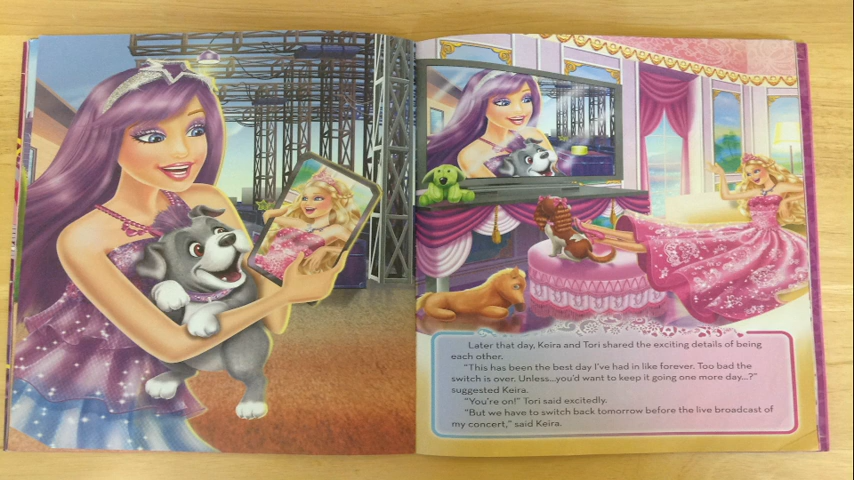 Later that day, Keira and Tori shared the exciting details of being
each other.
"This has been the best day I've had in like forever. Too bad the
switch is over. Unless...you'd want to keep it going one more day...?"
suggested Keira.
"You're on!" Tori said excitedly.
"But we have to switch back tomorrow before the live broadcast of
my concert," said Keira.